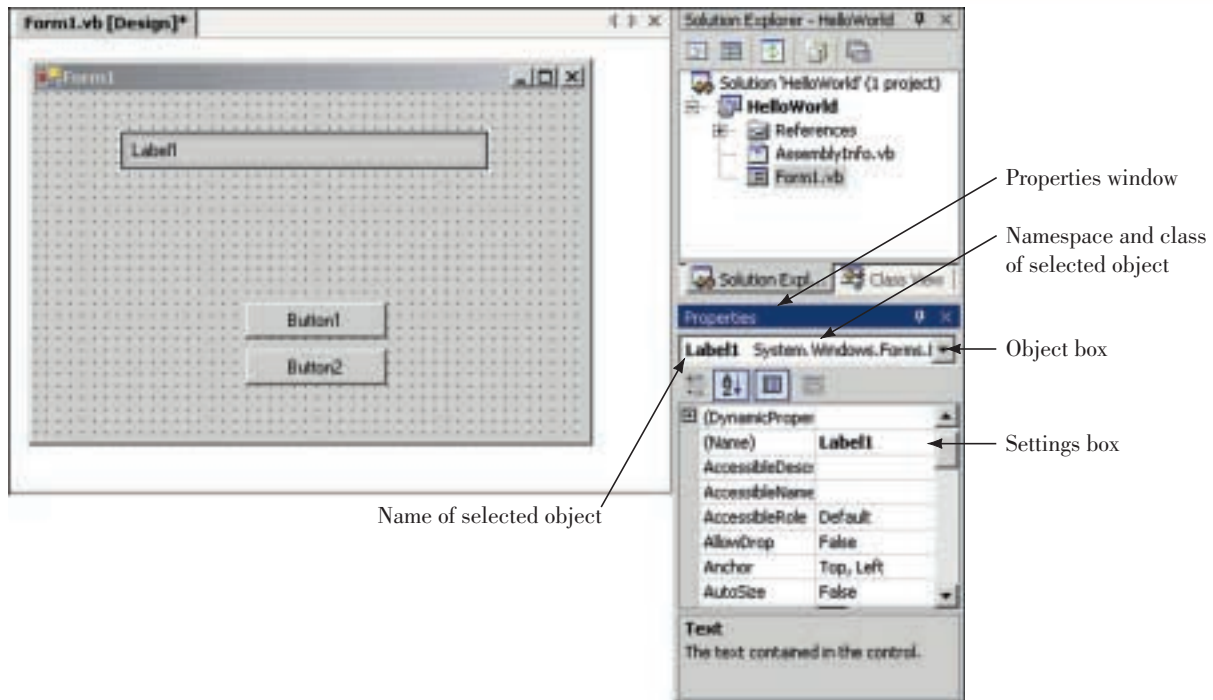 Form1.vb [Design]*
Form1
Label1
Button1
Button2
Solution Explorer - HelloWorld
Solution 'HelloWorld' (1 project)
HelloWorld
References
AssemblyInfo.vb
Form1.vb
Solution Expl...
Class View
Properties
Label1 System.Windows.Forms.
(DynamicProper
(Name) Label1
AccessibleDescr
AccessibleName
AccessibleRole Default
AllowDrop False
Anchor Top, Left
AutoSize False
Text
The text contained in the control.
Properties window
Namespace and class
of selected object
Object box
Settings box
Name of selected object